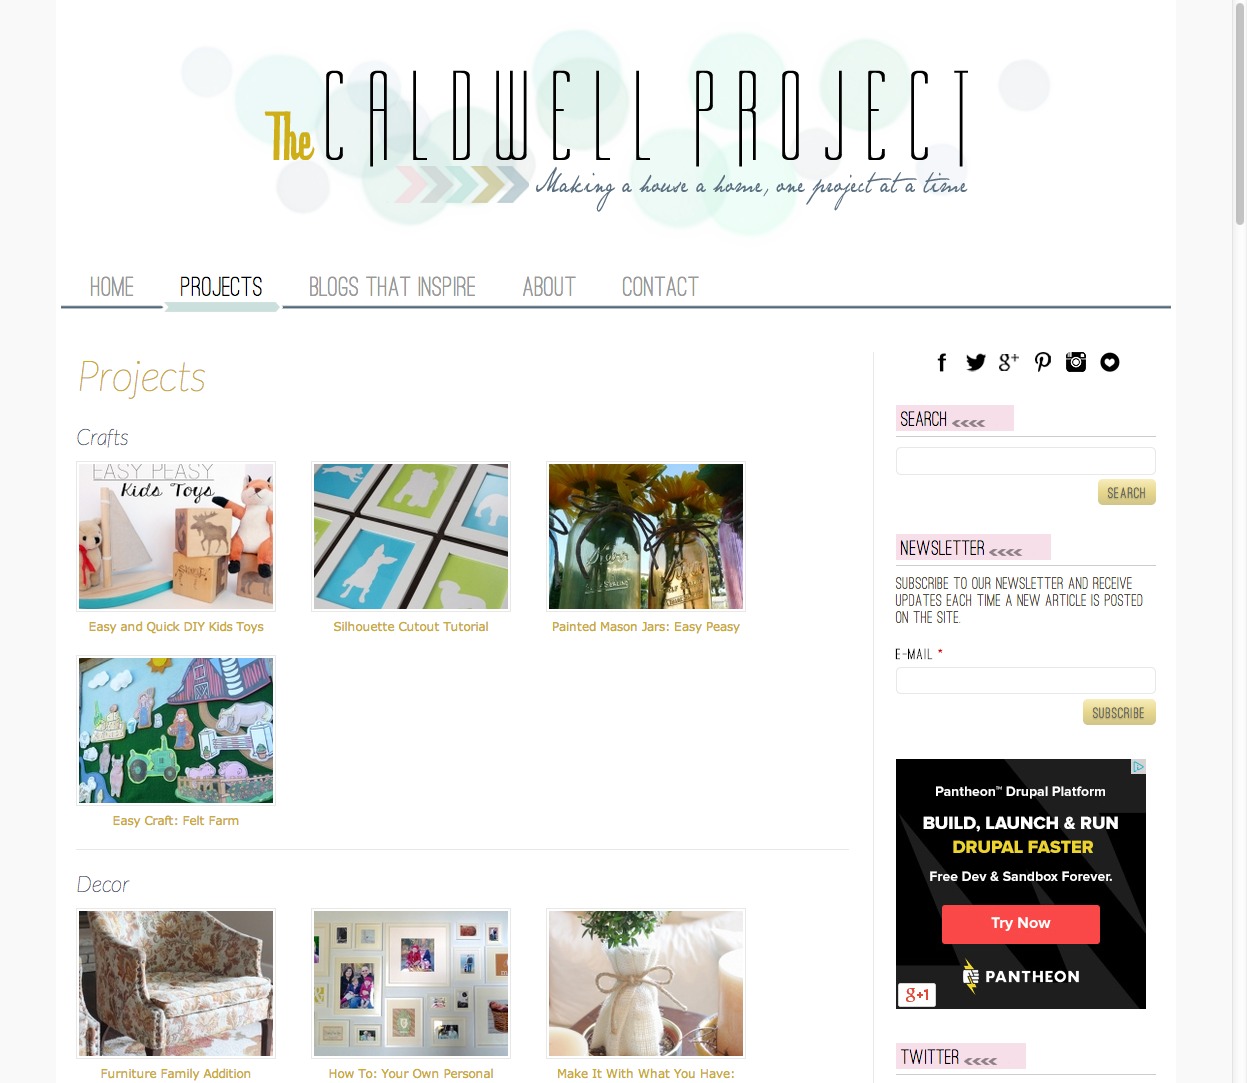 The CALDWELL PROJECT
Making a house a home, one project at a time
HOME PROJECTS BLOGS THAT INSPIRE ABOUT CONTACT
Projects
Crafts
EASY PEASY
Kids Toys
Easy and Quick DIY Kids Toys
Silhouette Cutout Tutorial
Painted Mason Jars: Easy Peasy
Easy Craft: Felt Farm
Decor
Furniture Family Addition
How To: Your Own Personal
Make It With What You Have:
SEARCH <<<<
SEARCH
NEWSLETTER <<<<
SUBSCRIBE TO OUR NEWSLETTER AND RECEIVE
UPDATES EACH TIME A NEW ARTICLE IS POSTED
ON THE SITE.
E-MAIL *
SUBSCRIBE
Pantheon™ Drupal Platform
BUILD, LAUNCH & RUN
DRUPAL FASTER
Free Dev & Sandbox Forever.
Try Now
PANTHEON
g+1
TWITTER <<<<